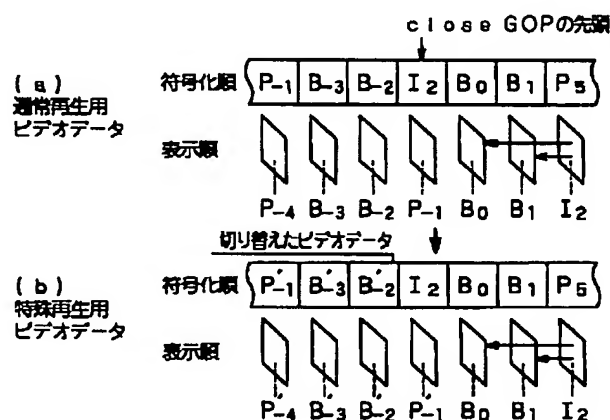 close GOPの先頭
(a)
通常再生用
ビデオデータ
符号化順 P-1 B-3 B-2 I2 B0 B1 P5
表示順
P-4 B-3 B-2 P-1 B0 B1 I2
切り替えたビデオデータ
(b)
特殊再生用
ビデオデータ
符号化順 P'-1 B'-3 B'-2 I2 B0 B1 P5
表示順
P'-4 B'-3 B'-2 P'-1 B0 B1 I2